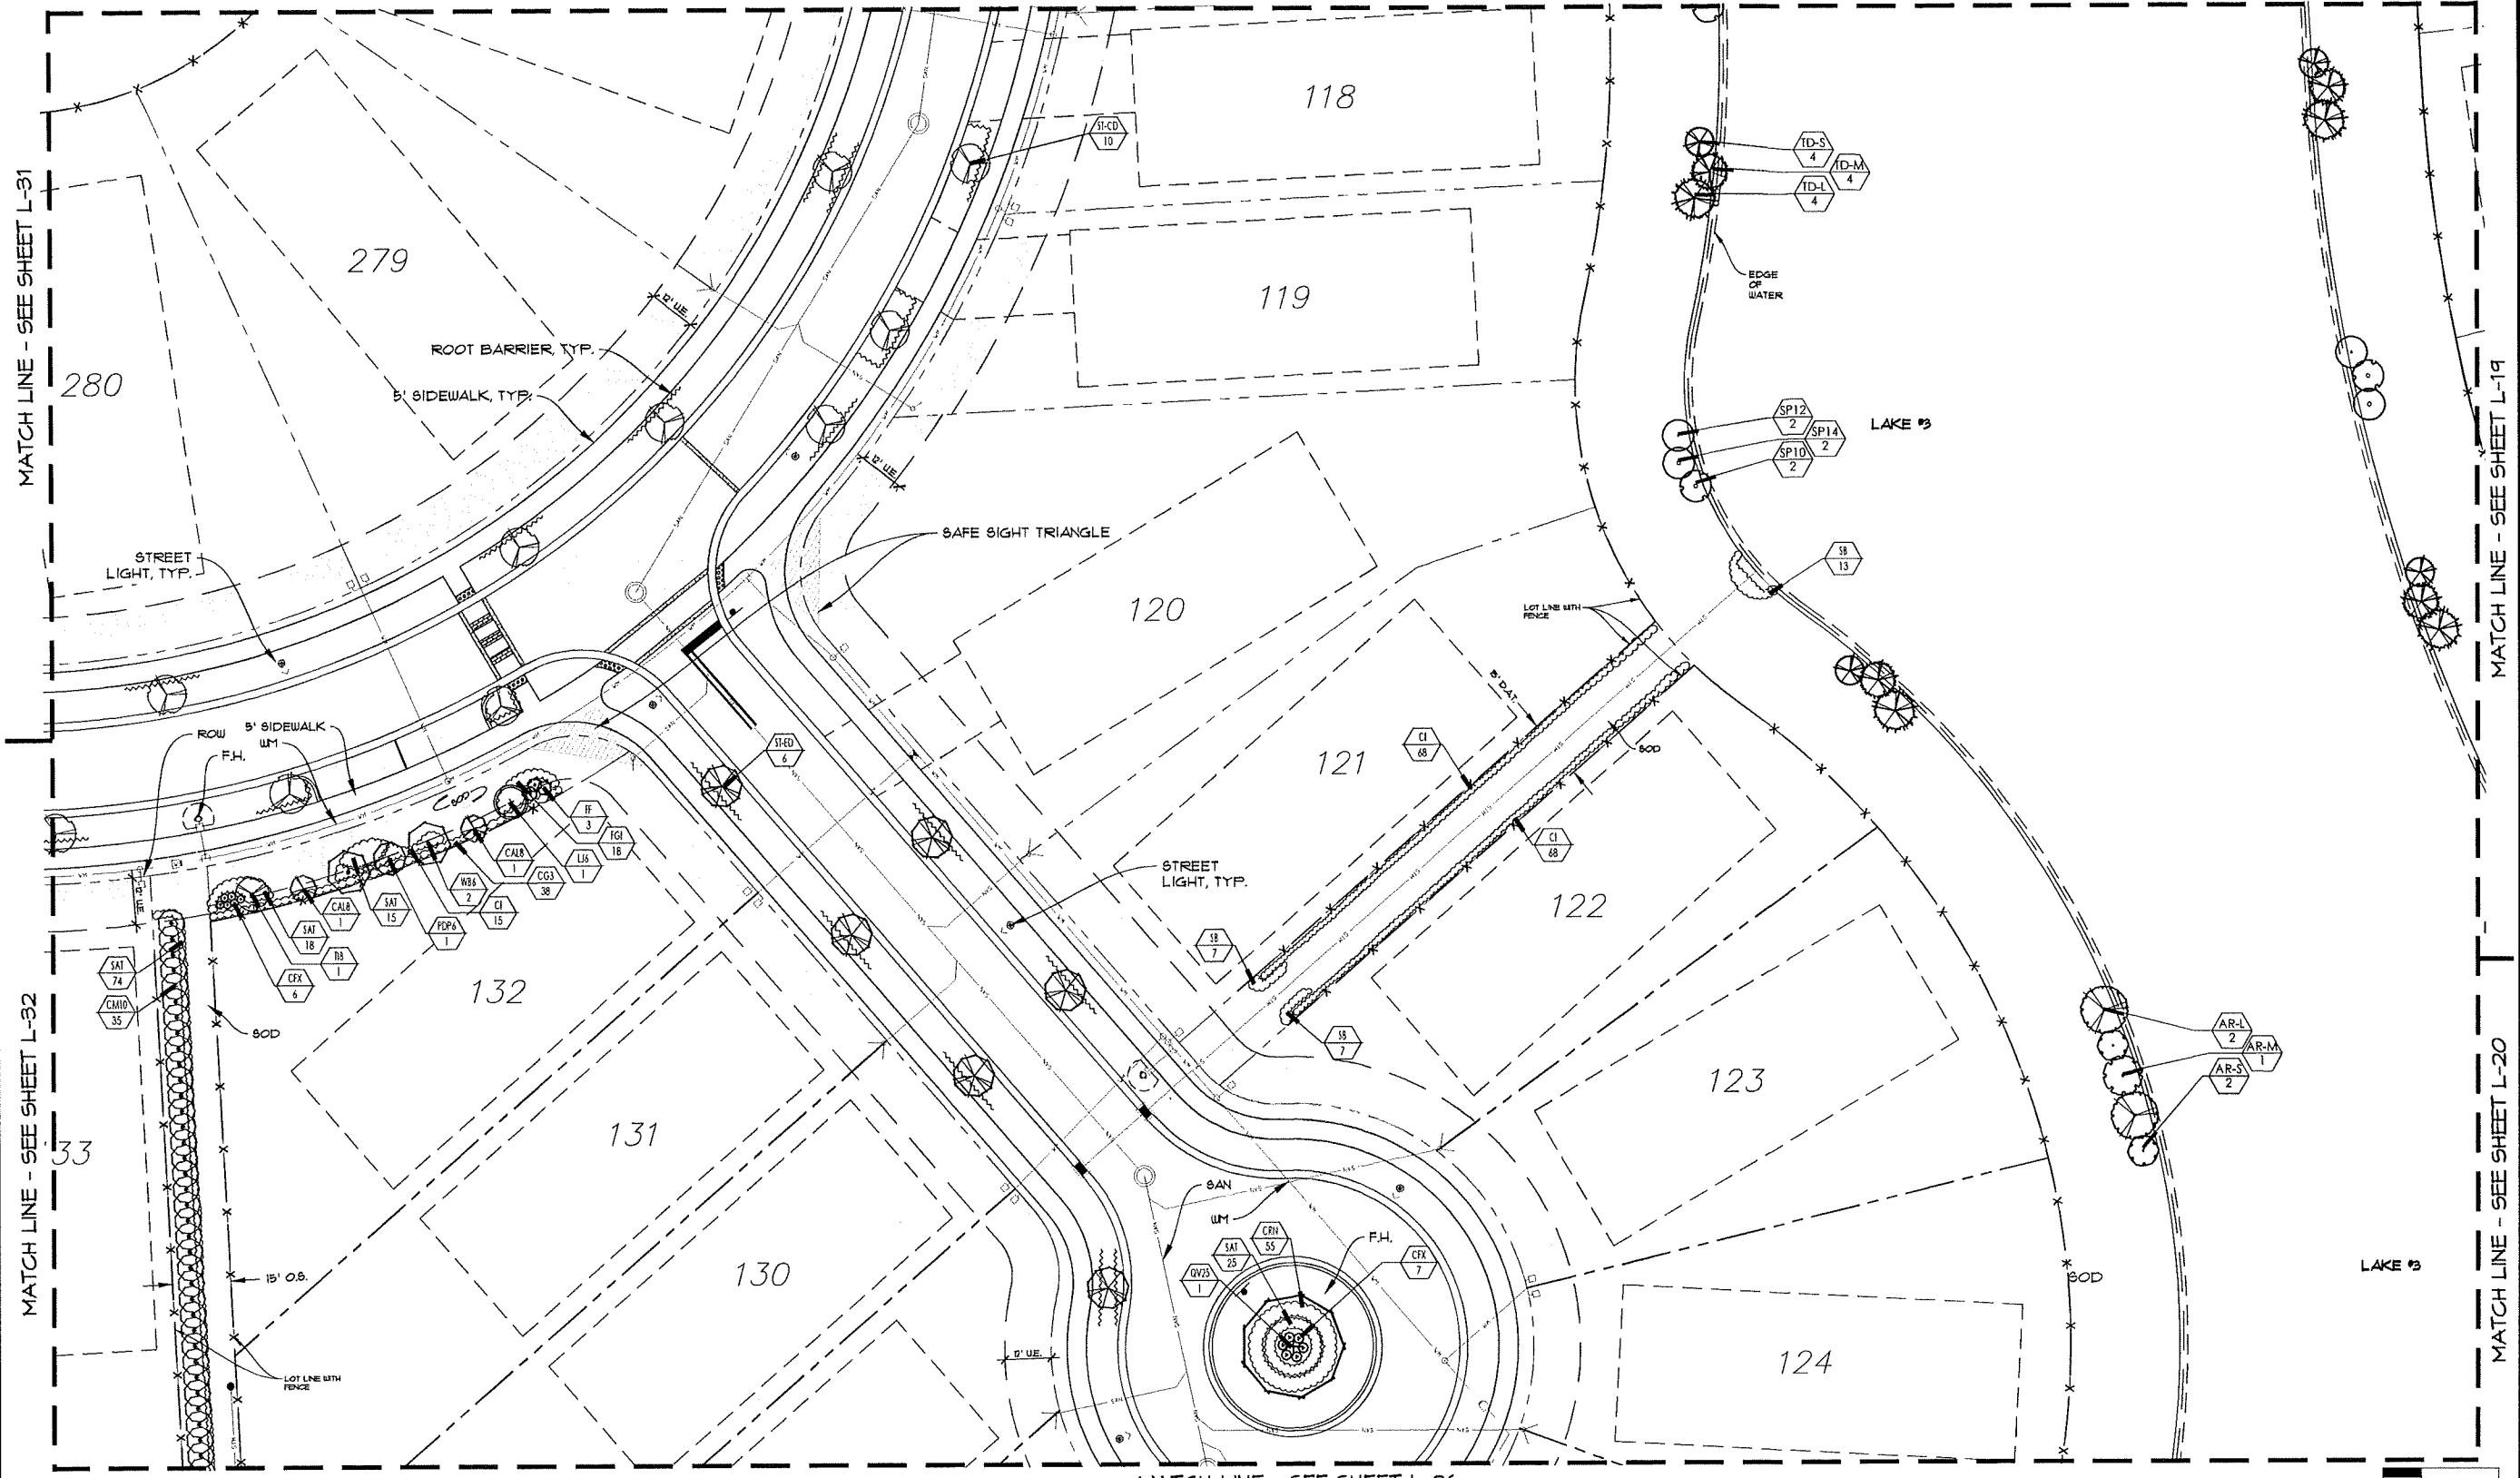 118
ST-CD
10
279
119
TD-S
4
TD-M
4
TD-L
4
EDGE
OF
WATER
12' U.E.
ROOT BARRIER, TYP.
5' SIDEWALK, TYP.
280
MATCH LINE - SEE SHEET L-31
MATCH LINE - SEE SHEET L-19
SP12
2
SP14
2
SP10
2
LAKE #3
12' U.E.
SAFE SIGHT TRIANGLE
STREET
LIGHT, TYP.
120
SB
13
LOT LINE WITH
FENCE
121
CI
68
SOD
ROW
5' SIDEWALK
WM
F.H.
ST-ED
6
SOD
CI
68
FF
3
FG1
18
CAL8
1
LJ6
1
CG3
38
WB6
2
CI
15
SAT
15
PDP6
1
CAL8
1
SAT
18
CFX
6
STREET
LIGHT, TYP.
122
SB
7
SB
7
SAT
74
CM10
35
132
SOD
AR-L
2
AR-M
1
AR-S
2
123
131
33
MATCH LINE - SEE SHEET L-32
MATCH LINE - SEE SHEET L-20
SAN
WM
CRN
55
SAT
25
QV25
1
F.H.
CFX
7
130
15' O.S.
LAKE #3
SOD
LOT LINE WITH
FENCE
12' U.E.
124